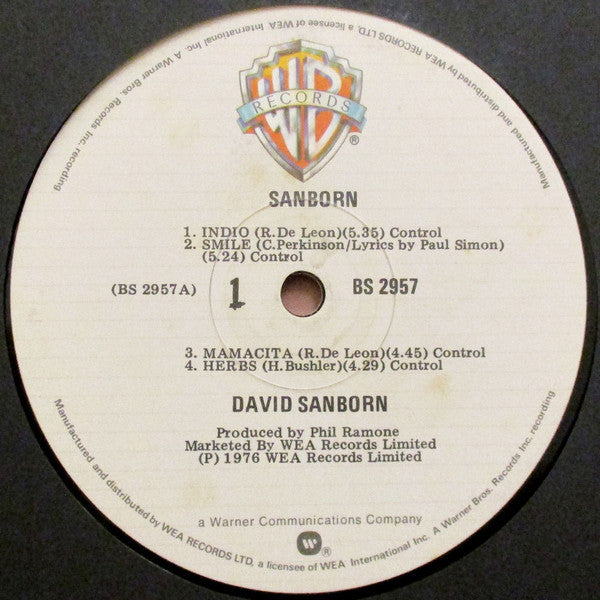 Manufactured and distributed by WEA RECORDS LTD, a licensee of WEA International Inc. A Warner Bros. Records Inc. recording
WB
RECORDS
®
SANBORN
1. INDIO (R.De Leon)(5.35) Control
2. SMILE (C.Perkinson/Lyrics by Paul Simon)
(5.24) Control
(BS 2957A) 1 BS 2957
3. MAMACITA (R.De Leon)(4.45) Control
4. HERBS (H.Bushler)(4.29) Control
DAVID SANBORN
Produced by Phil Ramone
Marketed By WEA Records Limited
(P) 1976 WEA Records Limited
a Warner Communications Company
®
Manufactured and distributed by WEA RECORDS LTD, a licensee of WEA International Inc. A Warner Bros. Records Inc. recording